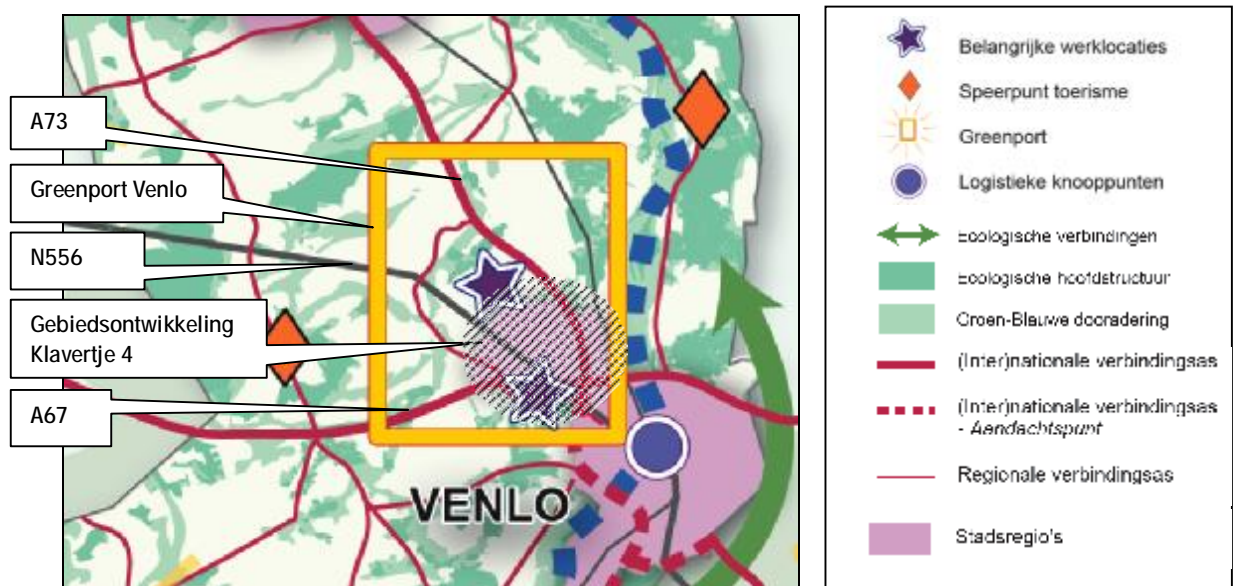 A73
Greenport Venlo
N556
Gebiedsontwikkeling
Klavertje 4
A67
VENLO
Belangrijke werklocaties
Speerpunt toerisme
Greenport
Logistieke knooppunten
Ecologische verbindingen
Ecologische hoofdstructuur
Groen-Blauwe dooradering
(Inter)nationale verbindingsas
(Inter)nationale verbindingsas
- Aandachtspunt
Regionale verbindingsas
Stadsregio's